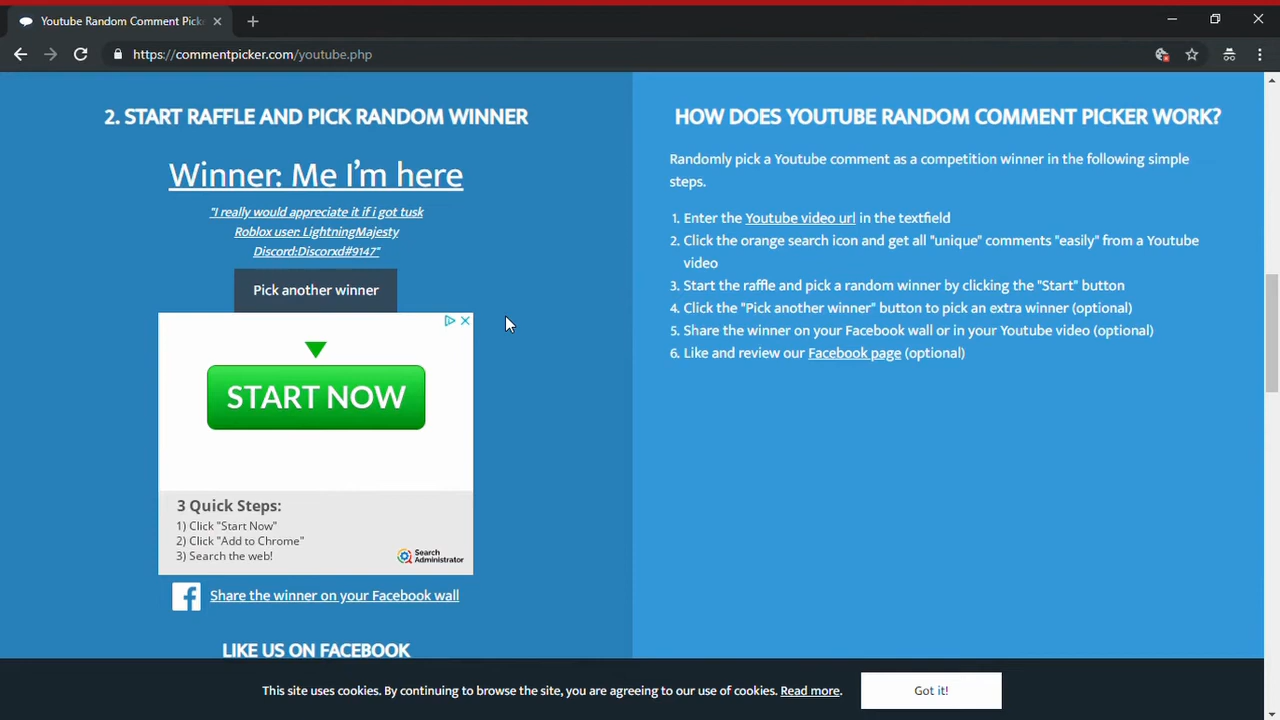 Youtube Random Comment Pick
https://commentpicker.com/youtube.php
2. START RAFFLE AND PICK RANDOM WINNER
Winner: Me I’m here
"I really would appreciate it if i got tusk
Roblox user: LightningMajesty
Discord:Discorxd#9147"
Pick another winner
START NOW
3 Quick Steps:
1) Click "Start Now"
2) Click "Add to Chrome"
3) Search the web!
Search
Administrator
Share the winner on your Facebook wall
LIKE US ON FACEBOOK
HOW DOES YOUTUBE RANDOM COMMENT PICKER WORK?
Randomly pick a Youtube comment as a competition winner in the following simple
steps.
1. Enter the Youtube video url in the textfield
2. Click the orange search icon and get all "unique" comments "easily" from a Youtube
video
3. Start the raffle and pick a random winner by clicking the "Start" button
4. Click the "Pick another winner" button to pick an extra winner (optional)
5. Share the winner on your Facebook wall or in your Youtube video (optional)
6. Like and review our Facebook page (optional)
This site uses cookies. By continuing to browse the site, you are agreeing to our use of cookies. Read more.
Got it!